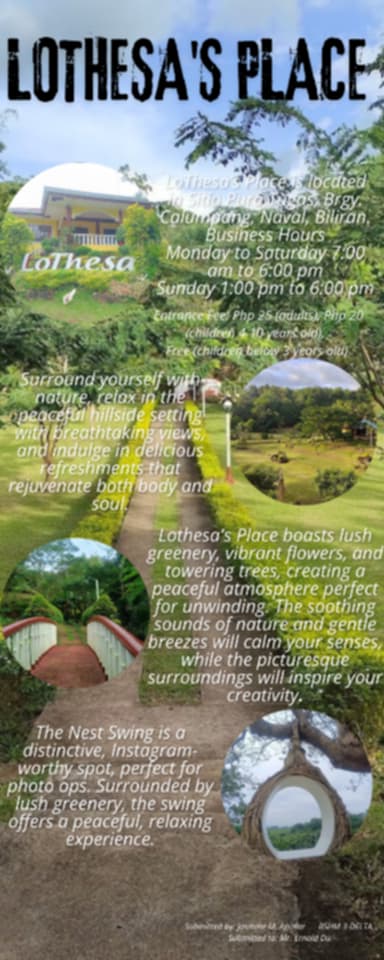 LOTHESA'S PLACE
LoThesa's Place is located
in Sitio Pure Vegas, Brgy.
Calumpang, Naval, Biliran,
Business Hours
Monday to Saturday 7:00
am to 6:00 pm
Sunday 1:00 pm to 6:00 pm
LoThesa
Entrance Fee, Php 25 (adults), Php 20
(children, 4-10 years old),
Free (children below 3 years old)
Surround yourself with
nature, relax in the
peaceful hillside setting
with breathtaking views,
and indulge in delicious
refreshments that
rejuvenate both body and
soul.
Lothesa's Place boasts lush
greenery, vibrant flowers, and
towering trees, creating a
peaceful atmosphere perfect
for unwinding. The soothing
sounds of nature and gentle
breezes will calm your senses,
while the picturesque
surroundings will inspire your
creativity.
The Nest Swing is a
distinctive, Instagram-
worthy spot, perfect for
photo ops. Surrounded by
lush greenery, the swing
offers a peaceful, relaxing
experience.
Submitted by: M. BSHM 3 DELTA
Submitted to: Mr. Ernold Du